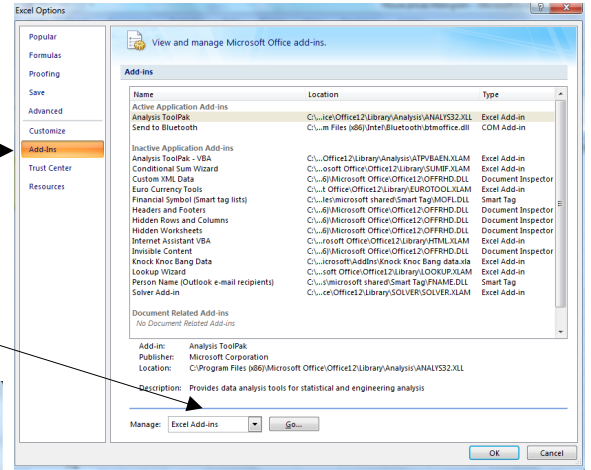 Excel Options
Popular
Formulas
Proofing
Save
Advanced
Customize
Add-Ins
Trust Center
Resources
View and manage Microsoft Office add-ins.
Add-ins
Name Location Type
Active Application Add-ins
Analysis ToolPak C:\...ice\Office12\Library\Analysis\ANALYS32.XLL Excel Add-in
Send to Bluetooth C:\...m Files (x86)\Intel\Bluetooth\btmoffice.dll COM Add-in
Inactive Application Add-ins
Analysis ToolPak - VBA C:\...Office12\Library\Analysis\ATPVBAEN.XLAM Excel Add-in
Conditional Sum Wizard C:\...osoft Office\Office12\Library\SUMIF.XLAM Excel Add-in
Custom XML Data C:\...6)\Microsoft Office\Office12\OFFRHD.DLL Document Inspector
Euro Currency Tools C:\...t Office\Office12\Library\EUROTOOL.XLAM Excel Add-in
Financial Symbol (Smart tag lists) C:\...les\microsoft shared\Smart Tag\MOFL.DLL Smart Tag
Headers and Footers C:\...6)\Microsoft Office\Office12\OFFRHD.DLL Document Inspector
Hidden Rows and Columns C:\...6)\Microsoft Office\Office12\OFFRHD.DLL Document Inspector
Hidden Worksheets C:\...6)\Microsoft Office\Office12\OFFRHD.DLL Document Inspector
Internet Assistant VBA C:\...rosoft Office\Office12\Library\HTML.XLAM Excel Add-in
Invisible Content C:\...6)\Microsoft Office\Office12\OFFRHD.DLL Document Inspector
Knock Knoc Bang Data C:\...icrosoft\AddIns\Knock Knoc Bang data.xla Excel Add-in
Lookup Wizard C:\...soft Office\Office12\Library\LOOKUP.XLAM Excel Add-in
Person Name (Outlook e-mail recipients) C:\...s\microsoft shared\Smart Tag\FNAME.DLL Smart Tag
Solver Add-in C:\...ce\Office12\Library\SOLVER\SOLVER.XLAM Excel Add-in
Document Related Add-ins
No Document Related Add-ins
Add-in: Analysis ToolPak
Publisher: Microsoft Corporation
Location: C:\Program Files (x86)\Microsoft Office\Office12\Library\Analysis\ANALYS32.XLL
Description: Provides data analysis tools for statistical and engineering analysis
Manage: Excel Add-ins Go...
OK Cancel